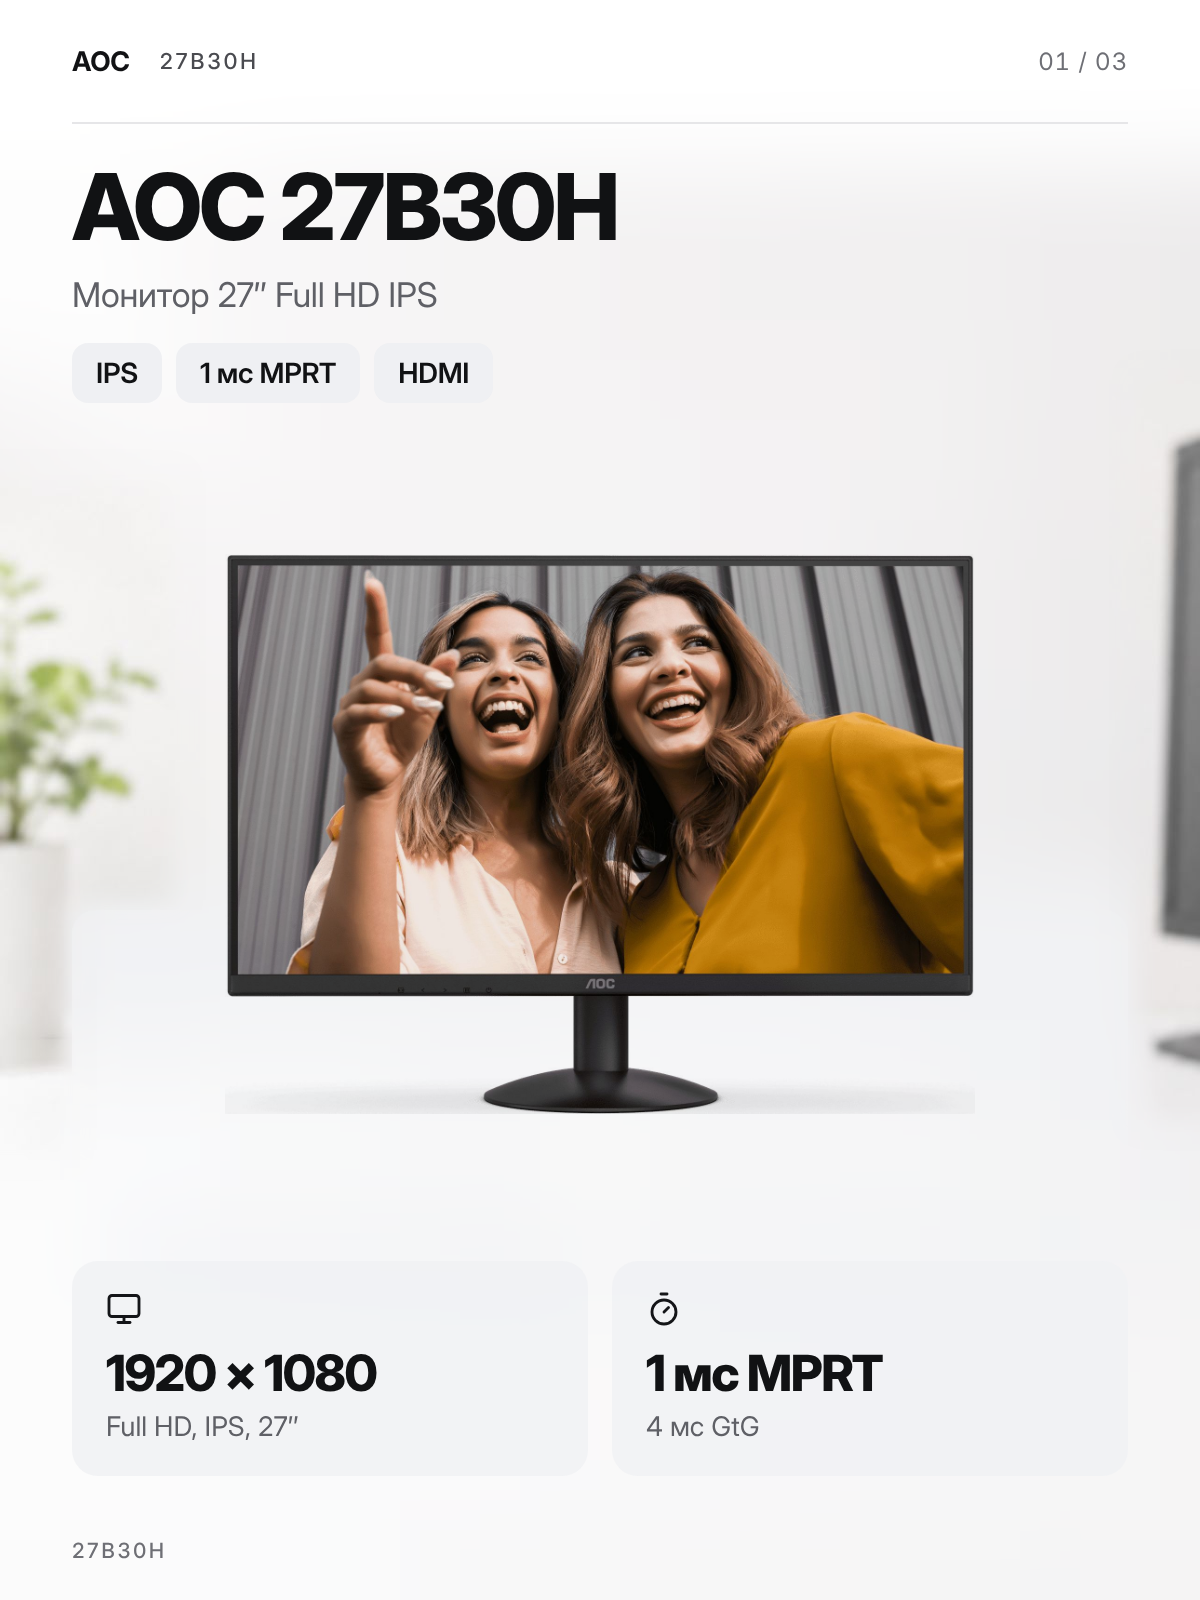 AOC 27B30H 01 / 03
AOC 27B30H
Монитор 27″ Full HD IPS
IPS 1 мс MPRT HDMI
AOC
1920 × 1080
Full HD, IPS, 27″
1 мс MPRT
4 мс GtG
27B30H